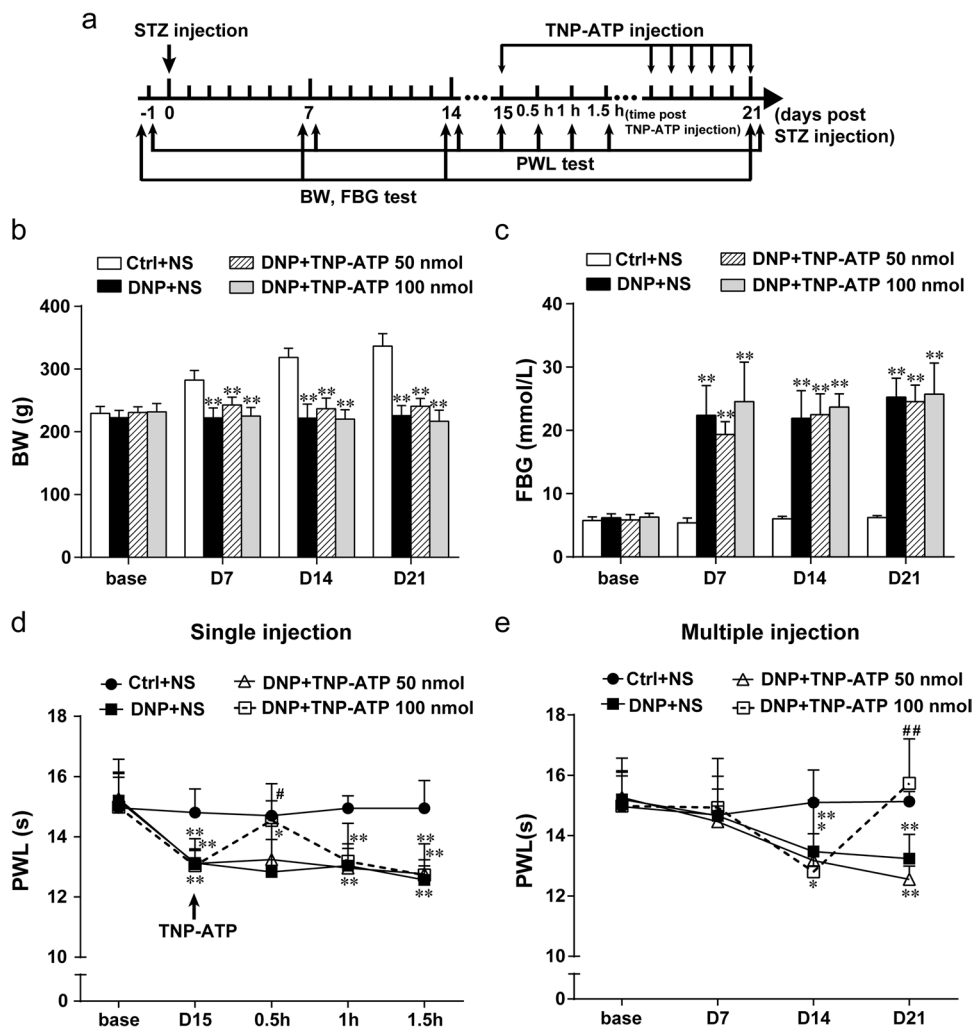 a
STZ injection
TNP-ATP injection
-1 0 7 14 15 0.5 h 1 h 1.5 h (time post TNP-ATP injection) 21 (days post STZ injection)
PWL test
BW, FBG test
b
Ctrl+NS DNP+TNP-ATP 50 nmol
DNP+NS DNP+TNP-ATP 100 nmol
BW (g)
400
300
200
100
0
** ** ** ** ** ** ** ** **
base D7 D14 D21
c
Ctrl+NS DNP+TNP-ATP 50 nmol
DNP+NS DNP+TNP-ATP 100 nmol
FBG (mmol/L)
40
30
20
10
0
** ** ** ** ** ** ** ** **
base D7 D14 D21
d
Single injection
Ctrl+NS DNP+TNP-ATP 50 nmol
DNP+NS DNP+TNP-ATP 100 nmol
PWL (s)
18
16
14
12
10
0
#
*
** ** **
** **
** ** **
TNP-ATP
base D15 0.5h 1h 1.5h
e
Multiple injection
Ctrl+NS DNP+TNP-ATP 50 nmol
DNP+NS DNP+TNP-ATP 100 nmol
PWL(s)
18
16
14
12
10
0
##
**
*
*
**
**
base D7 D14 D21